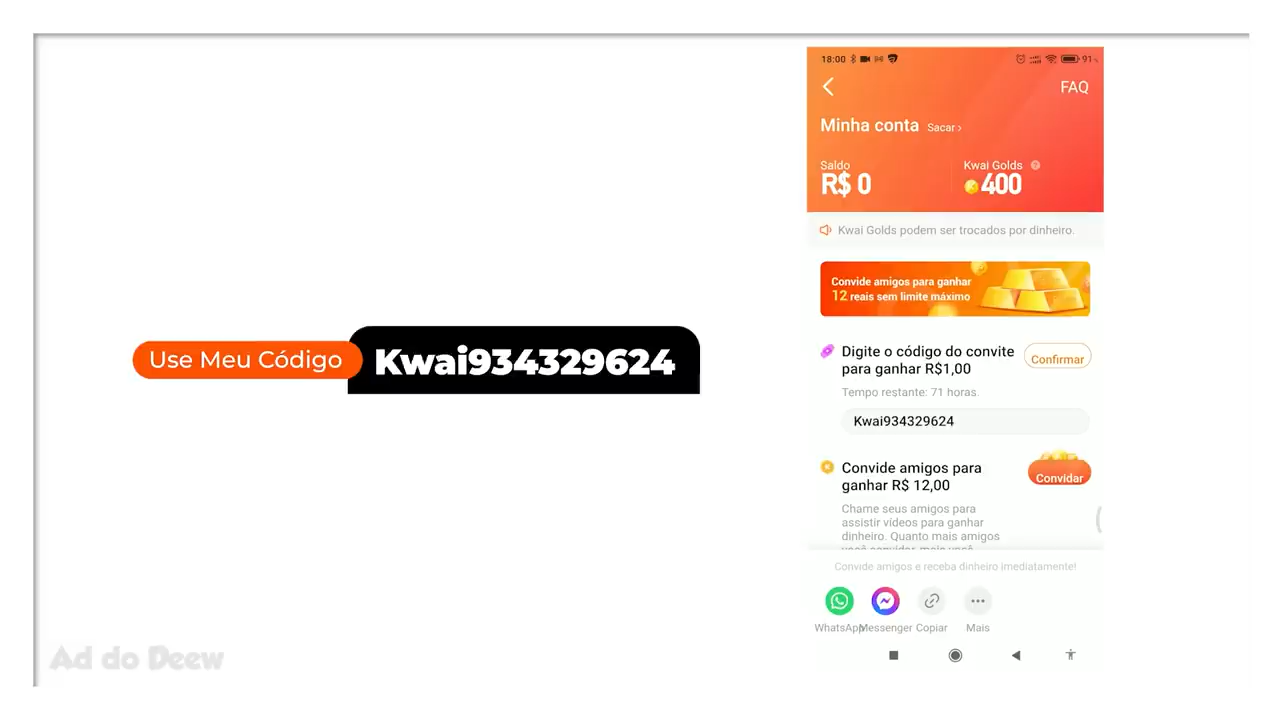 Use Meu Código
Kwai934329624
Ad do Deew
18:00
91
FAQ
Minha conta Sacar ›
Saldo
R$ 0
Kwai Golds ?
400
Kwai Golds podem ser trocados por dinheiro.
Convide amigos para ganhar
12 reais sem limite máximo
Digite o código do convite
para ganhar R$1,00
Confirmar
Tempo restante: 71 horas.
Kwai934329624
Convide amigos para
ganhar R$ 12,00
Convidar
Chame seus amigos para
assistir vídeos para ganhar
dinheiro. Quanto mais amigos
Convide amigos e receba dinheiro imediatamente!
WhatsApp
Messenger
Copiar
Mais